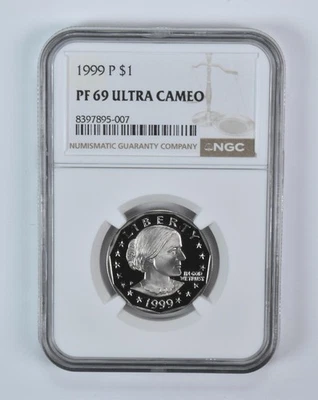 1999 P $1
PF 69 ULTRA CAMEO
8397895-007
NUMISMATIC GUARANTY COMPANY NGC
LIBERTY
P
IN GOD
WE TRUST
1999